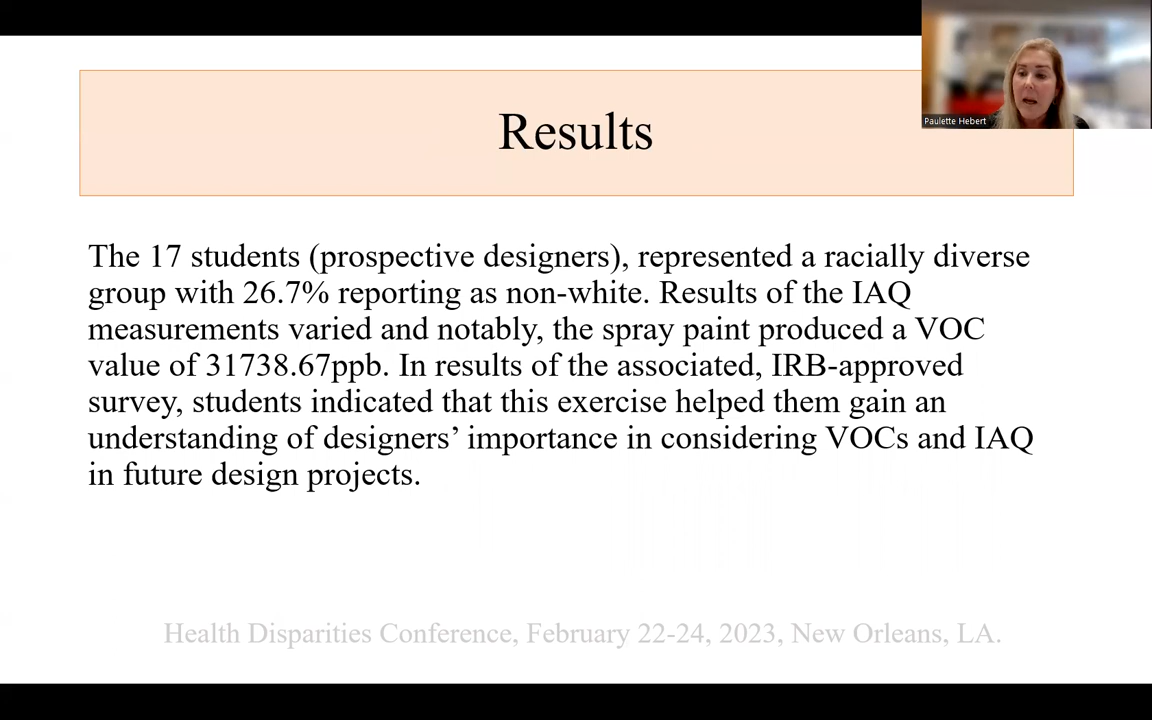 Paulette Hebert
Results
The 17 students (prospective designers), represented a racially diverse
group with 26.7% reporting as non-white. Results of the IAQ
measurements varied and notably, the spray paint produced a VOC
value of 31738.67ppb. In results of the associated, IRB-approved
survey, students indicated that this exercise helped them gain an
understanding of designers’ importance in considering VOCs and IAQ
in future design projects.
Health Disparities Conference, February 22-24, 2023, New Orleans, LA.